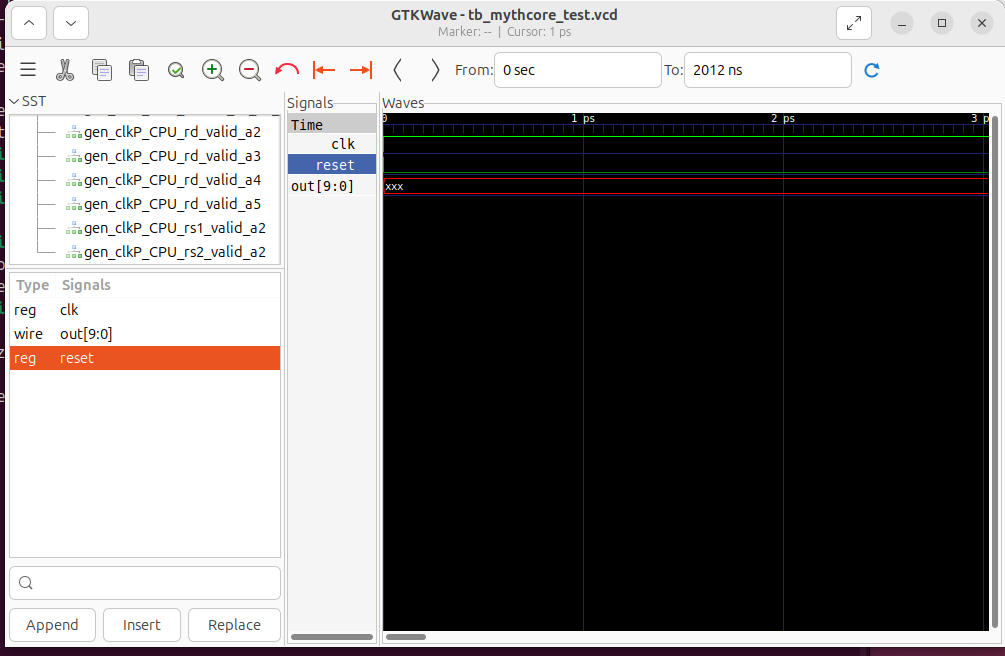 GTKWave - tb_mythcore_test.vcd
Marker: -- | Cursor: 1 ps
From: 0 sec To: 2012 ns
SST
gen_clkP_CPU_rd_valid_a2
gen_clkP_CPU_rd_valid_a3
gen_clkP_CPU_rd_valid_a4
gen_clkP_CPU_rd_valid_a5
gen_clkP_CPU_rs1_valid_a2
gen_clkP_CPU_rs2_valid_a2
Type Signals
reg clk
wire out[9:0]
reg reset
Append Insert Replace
Signals
Time
clk
reset
out[9:0]
Waves
0 1 ps 2 ps 3 p
xxx